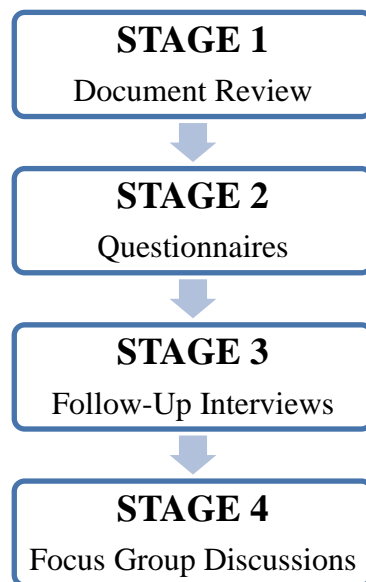 STAGE 1
Document Review
STAGE 2
Questionnaires
STAGE 3
Follow-Up Interviews
STAGE 4
Focus Group Discussions